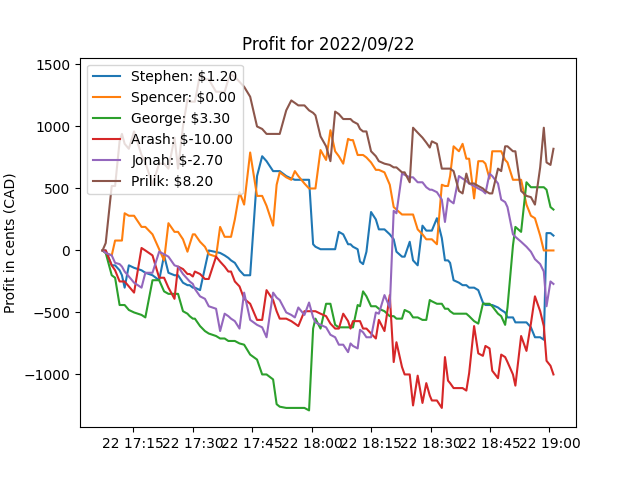 Profit for 2022/09/22
Profit in cents (CAD)
1500
1000
500
0
−500
−1000
Stephen: $1.20
Spencer: $0.00
George: $3.30
Arash: $-10.00
Jonah: $-2.70
Prilik: $8.20
22 17:15 22 17:30 22 17:45 22 18:00 22 18:15 22 18:30 22 18:45 22 19:00